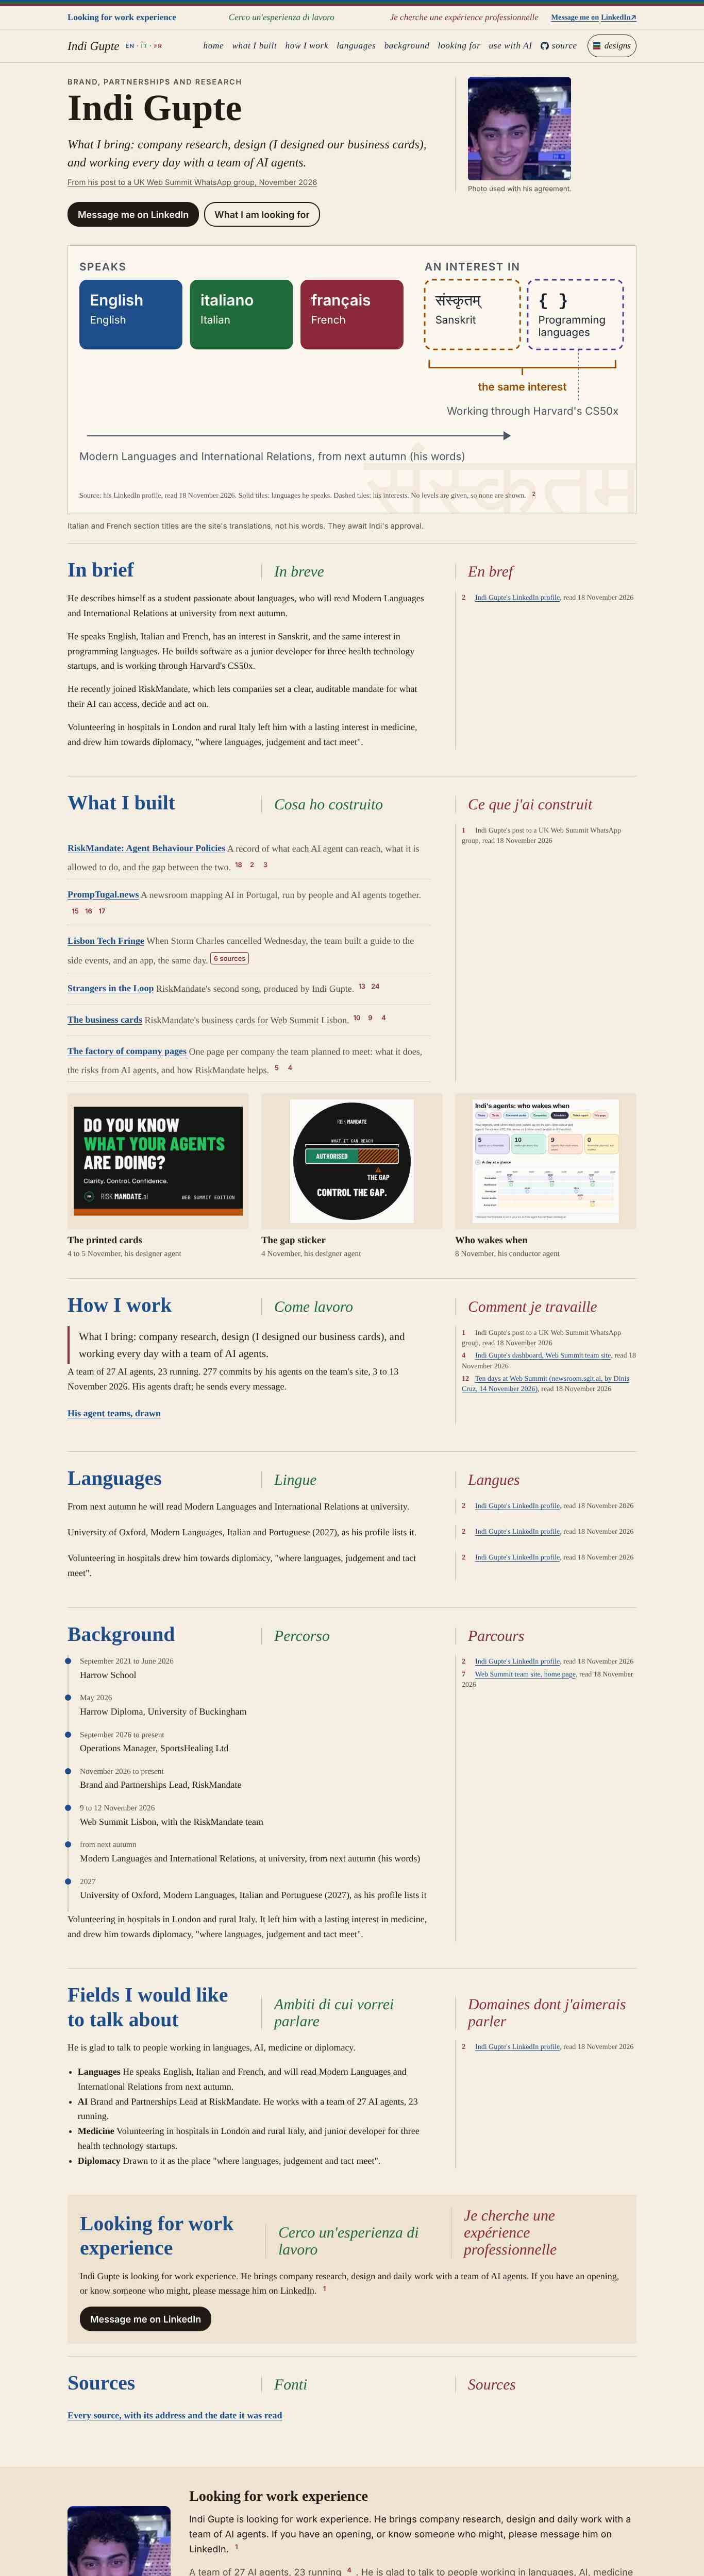 Looking for work experience
Cerco un'esperienza di lavoro
Je cherche une expérience professionnelle
Message me on LinkedIn↗
Indi Gupte EN · IT · FR
home what I built how I work languages background looking for use with AI source designs
BRAND, PARTNERSHIPS AND RESEARCH
Indi Gupte
What I bring: company research, design (I designed our business cards),
and working every day with a team of AI agents.
From his post to a UK Web Summit WhatsApp group, November 2026
Message me on LinkedIn
What I am looking for
Photo used with his agreement.
SPEAKS
English
English
italiano
Italian
français
French
AN INTEREST IN
संस्कृतम्
Sanskrit
{ }
Programming
languages
the same interest
Working through Harvard's CS50x
Modern Languages and International Relations, from next autumn (his words)
Source: his LinkedIn profile, read 18 November 2026. Solid tiles: languages he speaks. Dashed tiles: his interests. No levels are given, so none are shown. 2
Italian and French section titles are the site's translations, not his words. They await Indi's approval.
In brief
In breve
En bref
He describes himself as a student passionate about languages, who will read Modern Languages
and International Relations at university from next autumn.
He speaks English, Italian and French, has an interest in Sanskrit, and the same interest in
programming languages. He builds software as a junior developer for three health technology
startups, and is working through Harvard's CS50x.
He recently joined RiskMandate, which lets companies set a clear, auditable mandate for what
their AI can access, decide and act on.
Volunteering in hospitals in London and rural Italy left him with a lasting interest in medicine,
and drew him towards diplomacy, "where languages, judgement and tact meet".
2 Indi Gupte's LinkedIn profile, read 18 November 2026
What I built
Cosa ho costruito
Ce que j'ai construit
RiskMandate: Agent Behaviour Policies A record of what each AI agent can reach, what it is
allowed to do, and the gap between the two. 18 2 3
PrompTugal.news A newsroom mapping AI in Portugal, run by people and AI agents together.
15 16 17
Lisbon Tech Fringe When Storm Charles cancelled Wednesday, the team built a guide to the
side events, and an app, the same day. 6 sources
Strangers in the Loop RiskMandate's second song, produced by Indi Gupte. 13 24
The business cards RiskMandate's business cards for Web Summit Lisbon. 10 9 4
The factory of company pages One page per company the team planned to meet: what it does,
the risks from AI agents, and how RiskMandate helps. 5 4
1 Indi Gupte's post to a UK Web Summit WhatsApp
group, read 18 November 2026
DO YOU KNOW
WHAT YOUR AGENTS
ARE DOING?
Clarity. Control. Confidence.
RISK MANDATE.ai
WEB SUMMIT EDITION
RISK MANDATE
WHAT IT CAN REACH
AUTHORISED
THE GAP
CONTROL THE GAP.
Indi's agents: who wakes when
5
10
9
0
A day at a glance
The printed cards
4 to 5 November, his designer agent
The gap sticker
4 November, his designer agent
Who wakes when
8 November, his conductor agent
How I work
Come lavoro
Comment je travaille
What I bring: company research, design (I designed our business cards), and
working every day with a team of AI agents.
A team of 27 AI agents, 23 running. 277 commits by his agents on the team's site, 3 to 13
November 2026. His agents draft; he sends every message.
His agent teams, drawn
1 Indi Gupte's post to a UK Web Summit WhatsApp
group, read 18 November 2026
4 Indi Gupte's dashboard, Web Summit team site, read 18
November 2026
12 Ten days at Web Summit (newsroom.sgit.ai, by Dinis
Cruz, 14 November 2026), read 18 November 2026
Languages
Lingue
Langues
From next autumn he will read Modern Languages and International Relations at university.
2 Indi Gupte's LinkedIn profile, read 18 November 2026
University of Oxford, Modern Languages, Italian and Portuguese (2027), as his profile lists it.
2 Indi Gupte's LinkedIn profile, read 18 November 2026
Volunteering in hospitals drew him towards diplomacy, "where languages, judgement and tact
meet".
2 Indi Gupte's LinkedIn profile, read 18 November 2026
Background
Percorso
Parcours
September 2021 to June 2026
Harrow School
May 2026
Harrow Diploma, University of Buckingham
September 2026 to present
Operations Manager, SportsHealing Ltd
November 2026 to present
Brand and Partnerships Lead, RiskMandate
9 to 12 November 2026
Web Summit Lisbon, with the RiskMandate team
from next autumn
Modern Languages and International Relations, at university, from next autumn (his words)
2027
University of Oxford, Modern Languages, Italian and Portuguese (2027), as his profile lists it
Volunteering in hospitals in London and rural Italy. It left him with a lasting interest in medicine,
and drew him towards diplomacy, "where languages, judgement and tact meet".
2 Indi Gupte's LinkedIn profile, read 18 November 2026
7 Web Summit team site, home page, read 18 November
2026
Fields I would like
to talk about
Ambiti di cui vorrei
parlare
Domaines dont j'aimerais
parler
He is glad to talk to people working in languages, AI, medicine or diplomacy.
• Languages He speaks English, Italian and French, and will read Modern Languages and
International Relations from next autumn.
• AI Brand and Partnerships Lead at RiskMandate. He works with a team of 27 AI agents, 23
running.
• Medicine Volunteering in hospitals in London and rural Italy, and junior developer for three
health technology startups.
• Diplomacy Drawn to it as the place "where languages, judgement and tact meet".
2 Indi Gupte's LinkedIn profile, read 18 November 2026
Looking for work
experience
Cerco un'esperienza di
lavoro
Je cherche une
expérience
professionnelle
Indi Gupte is looking for work experience. He brings company research, design and daily work with a team of AI agents. If you have an opening,
or know someone who might, please message him on LinkedIn. 1
Message me on LinkedIn
Sources
Fonti
Sources
Every source, with its address and the date it was read
Looking for work experience
Indi Gupte is looking for work experience. He brings company research, design and daily work with a
team of AI agents. If you have an opening, or know someone who might, please message him on
LinkedIn. 1
A team of 27 AI agents, 23 running 4 . He is glad to talk to people working in languages, AI, medicine